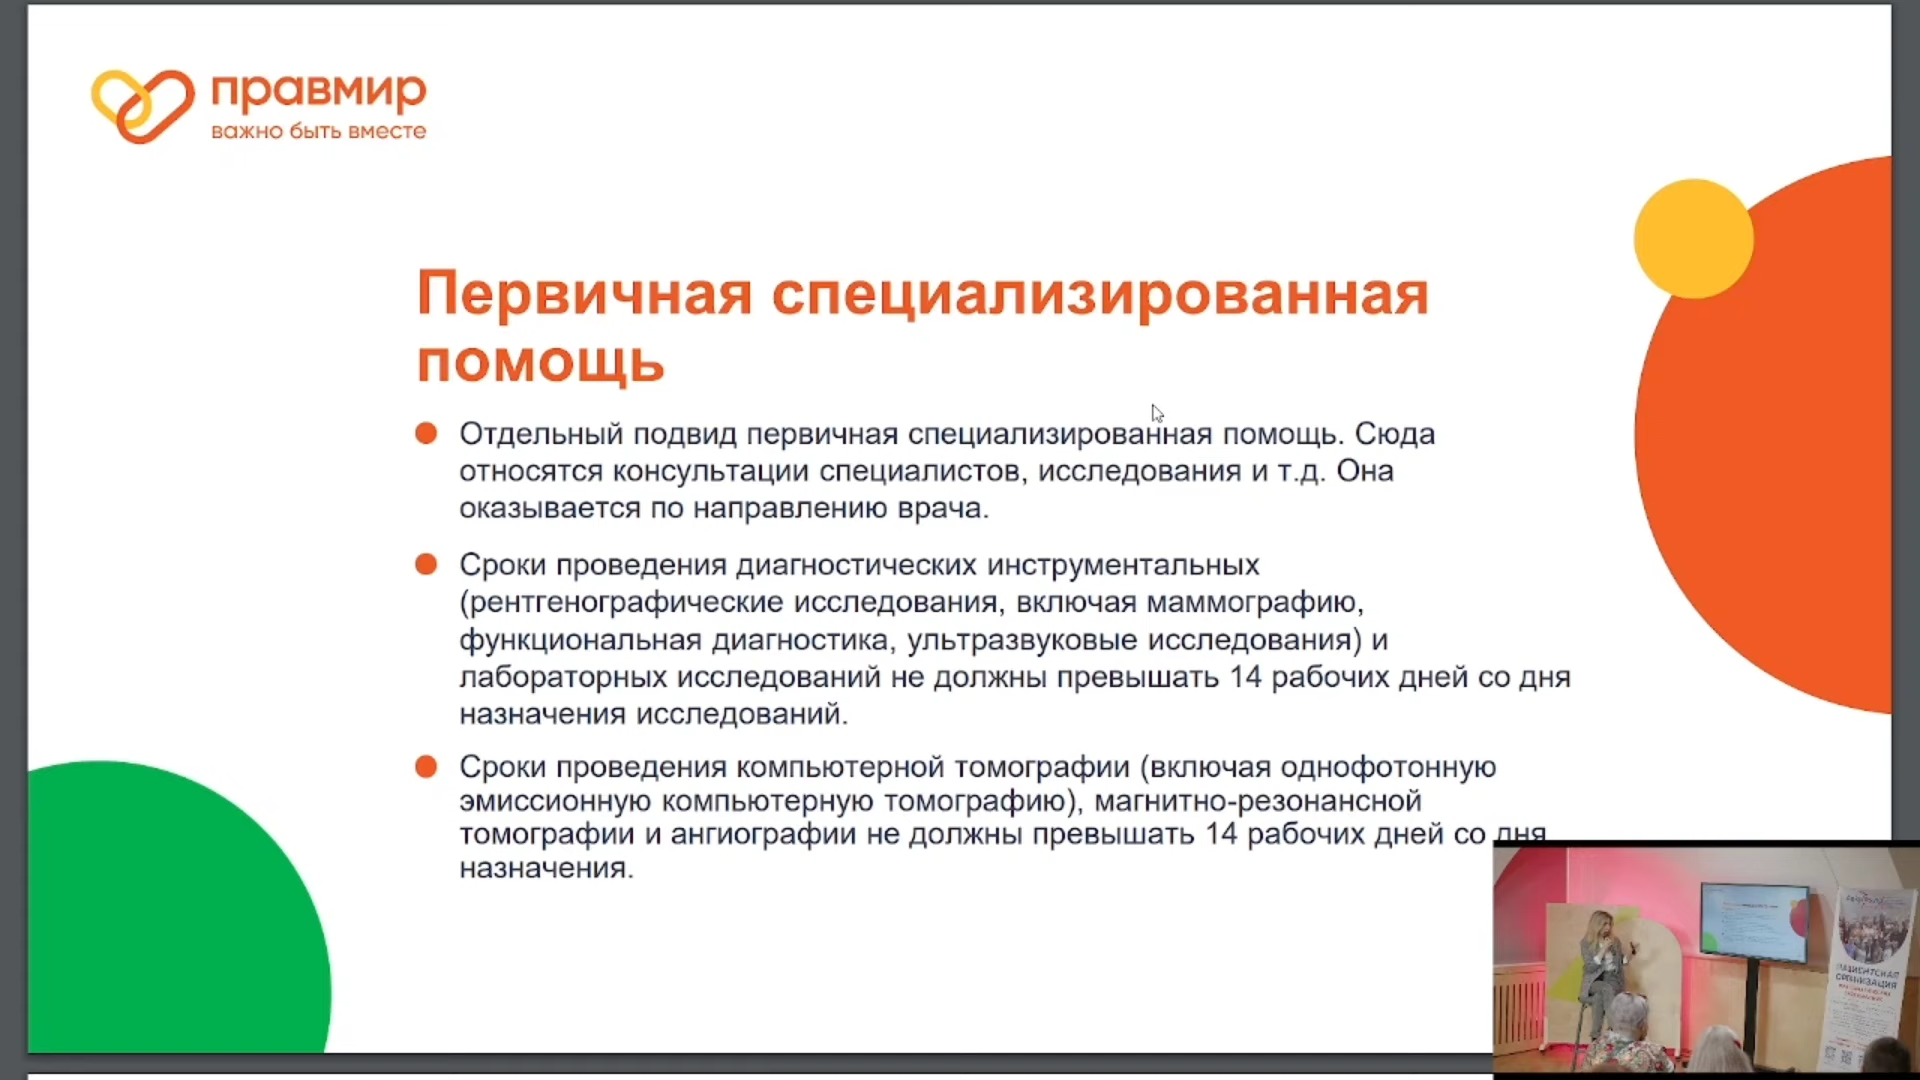 правмир
важно быть вместе
Первичная специализированная
помощь
Отдельный подвид первичная специализированная помощь. Сюда
относятся консультации специалистов, исследования и т.д. Она
оказывается по направлению врача.
Сроки проведения диагностических инструментальных
(рентгенографические исследования, включая маммографию,
функциональная диагностика, ультразвуковые исследования) и
лабораторных исследований не должны превышать 14 рабочих дней со дня
назначения исследований.
Сроки проведения компьютерной томографии (включая однофотонную
эмиссионную компьютерную томографию), магнитно-резонансной
томографии и ангиографии не должны превышать 14 рабочих дней со дня
назначения.
ПАЦИЕНТСКАЯ
ОРГАНИЗАЦИЯ